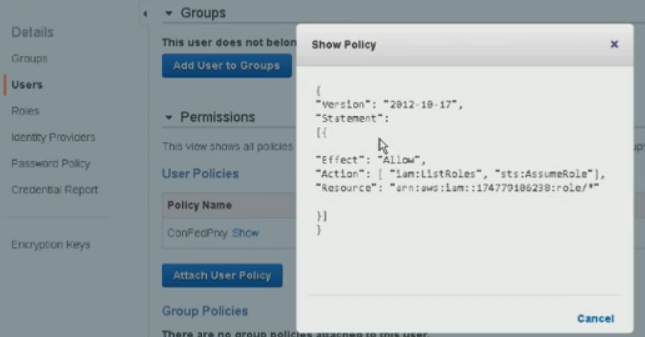 Details
Groups
Users
Roles
Identity Providers
Password Policy
Credential Report
Encryption Keys
Groups
This user does not belon
Add User to Groups
Permissions
This view shows all policies
ups
User Policies
Policy Name
ConFedPrxy Show
Attach User Policy
Group Policies
There are no group policies attached to this user.
Show Policy
x
{
"Version": "2012-10-17",
"Statement":
[{
"Effect": "Allow",
"Action": [ "iam:ListRoles", "sts:AssumeRole"],
"Resource": "arn:aws:iam::174779106238:role/*"
}]
}
Cancel